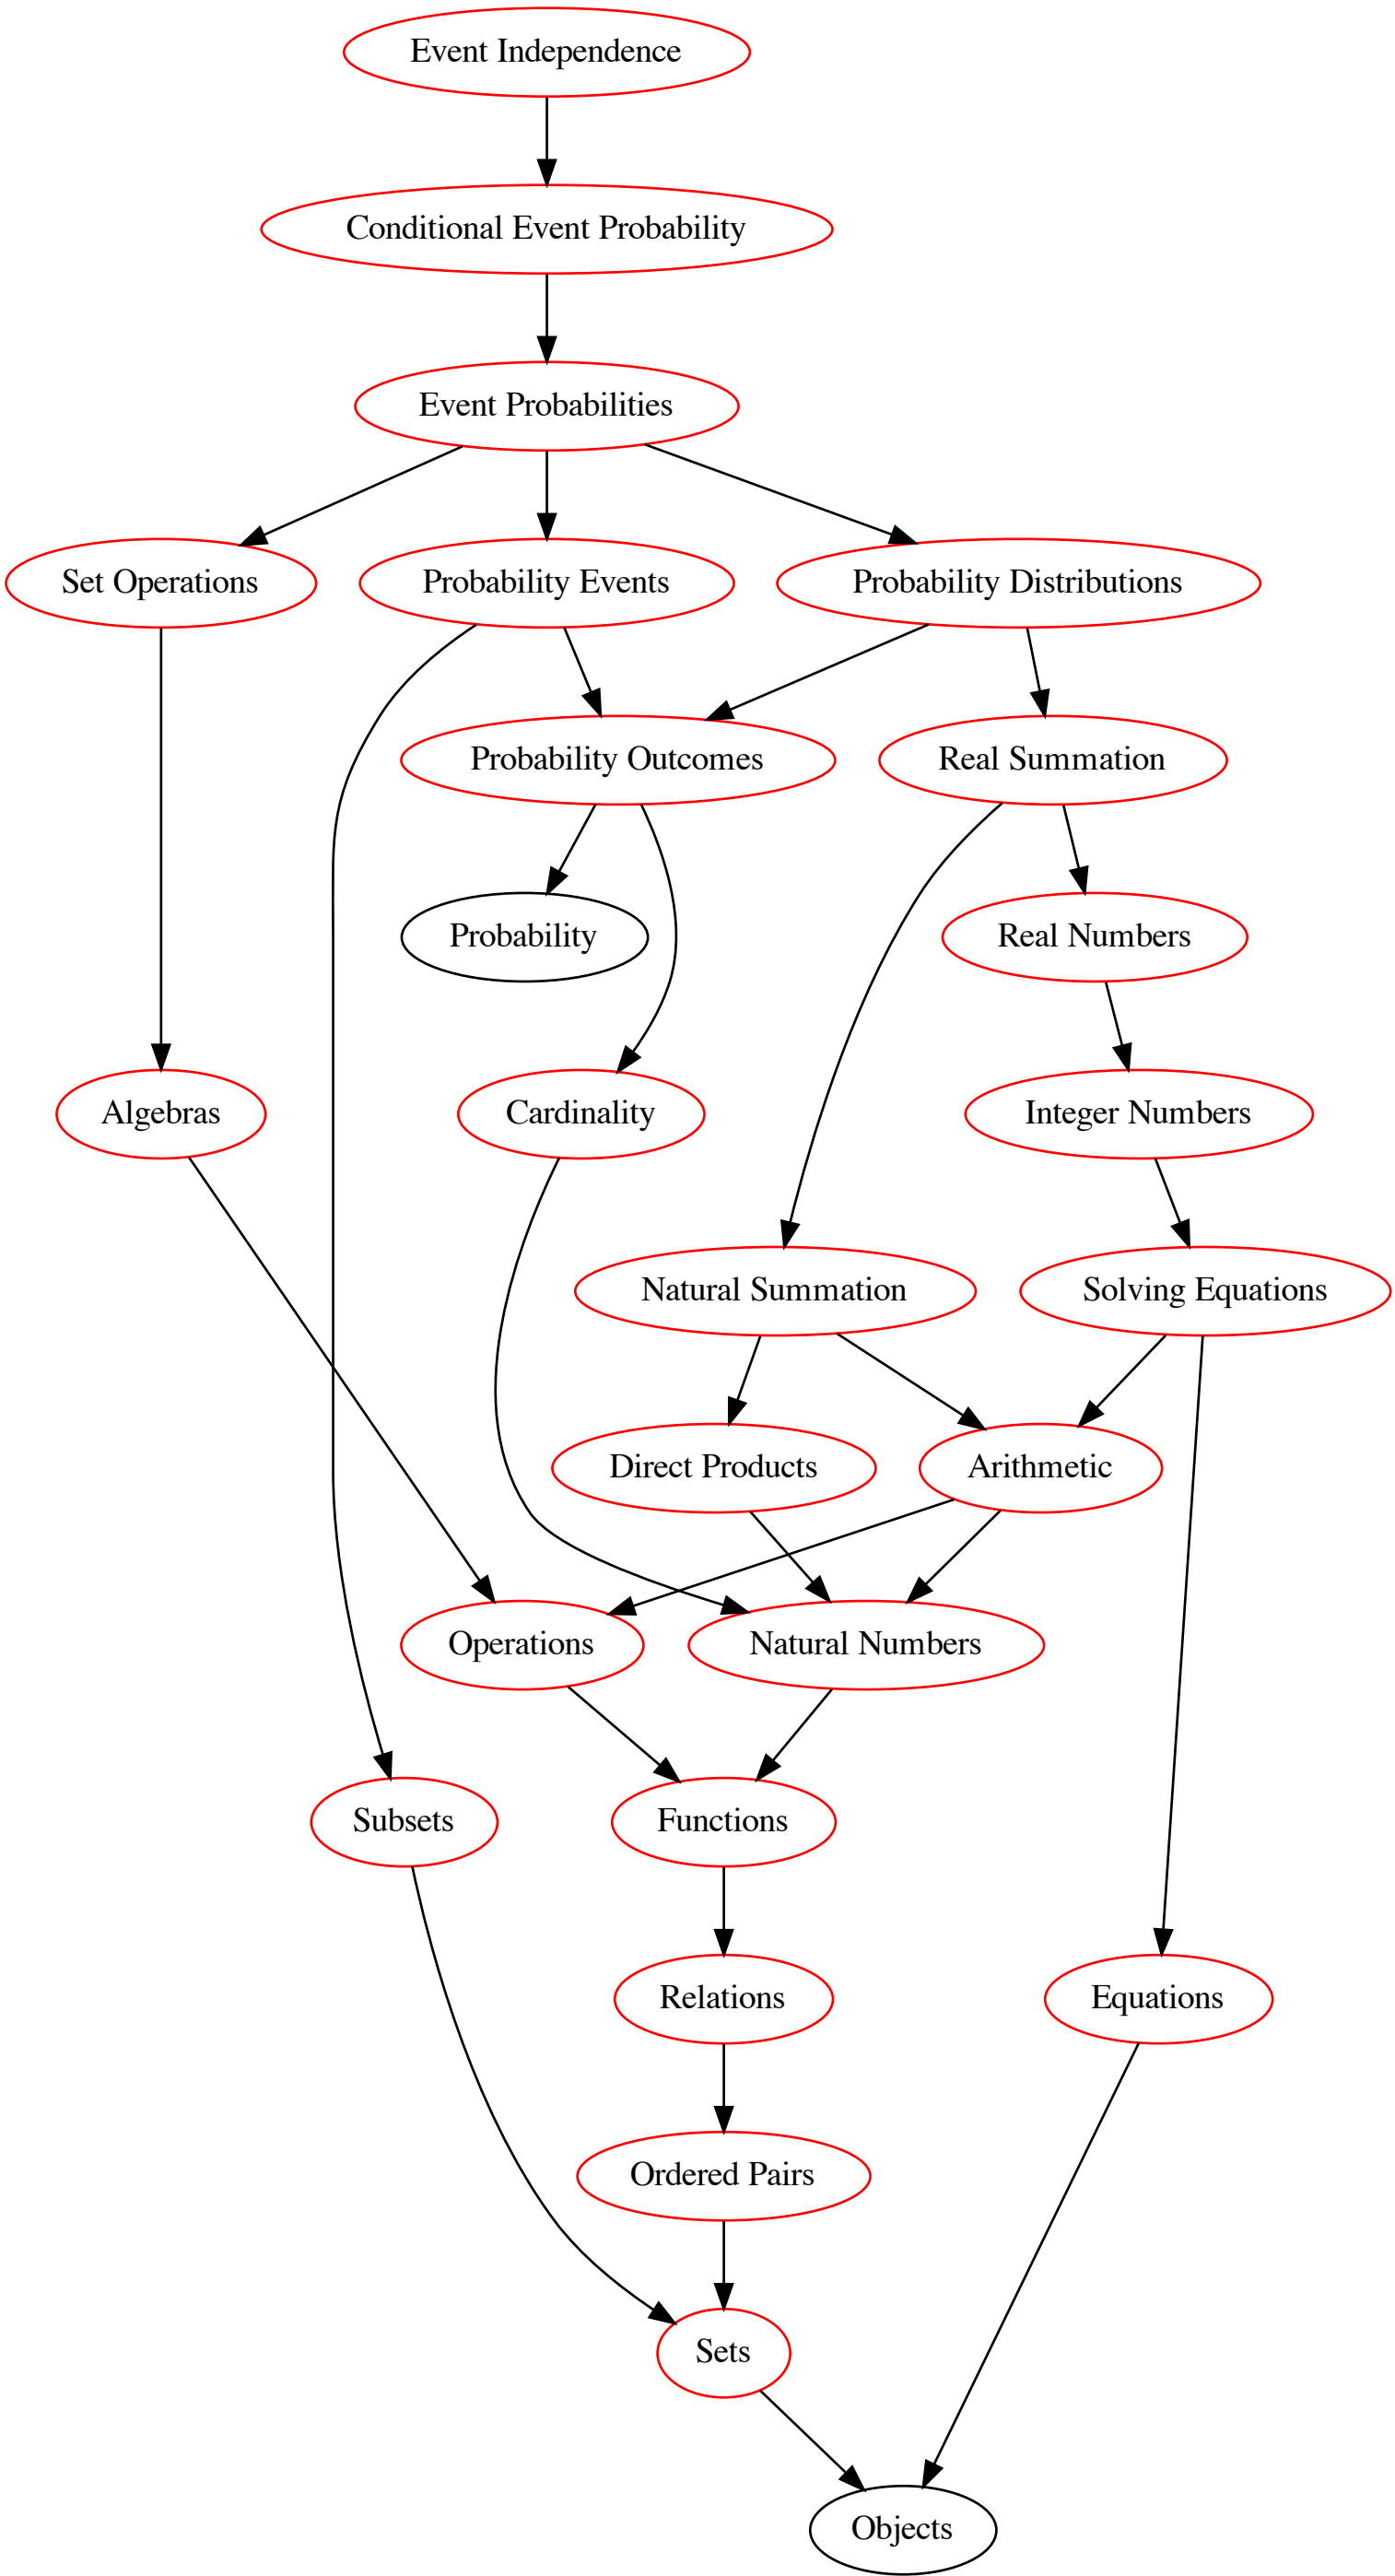 Event Independence
Conditional Event Probability
Event Probabilities
Set Operations
Probability Events
Probability Distributions
Probability Outcomes
Real Summation
Probability
Real Numbers
Algebras
Cardinality
Integer Numbers
Natural Summation
Solving Equations
Direct Products
Arithmetic
Operations
Natural Numbers
Subsets
Functions
Relations
Equations
Ordered Pairs
Sets
Objects